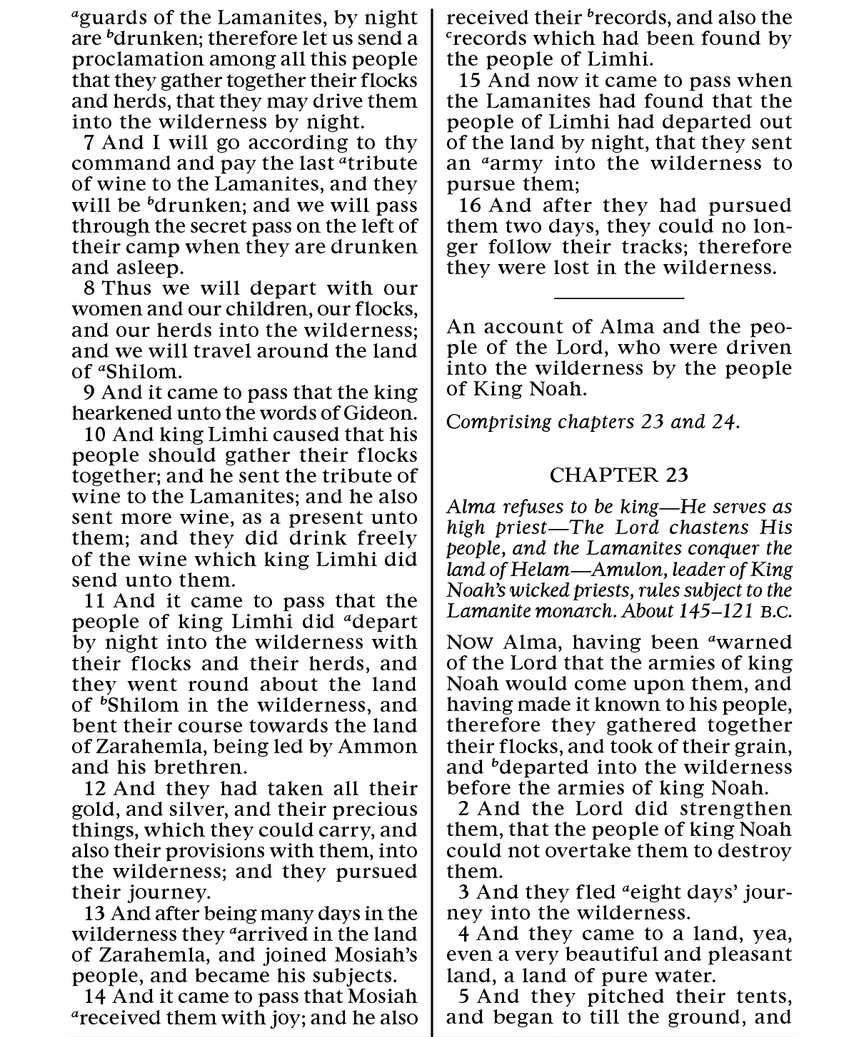 ᵃguards of the Lamanites, by night
are ᵇdrunken; therefore let us send a
proclamation among all this people
that they gather together their flocks
and herds, that they may drive them
into the wilderness by night.
7 And I will go according to thy
command and pay the last ᵃtribute
of wine to the Lamanites, and they
will be ᵇdrunken; and we will pass
through the secret pass on the left of
their camp when they are drunken
and asleep.
8 Thus we will depart with our
women and our children, our flocks,
and our herds into the wilderness;
and we will travel around the land
of ᵃShilom.
9 And it came to pass that the king
hearkened unto the words of Gideon.
10 And king Limhi caused that his
people should gather their flocks
together; and he sent the tribute of
wine to the Lamanites; and he also
sent more wine, as a present unto
them; and they did drink freely
of the wine which king Limhi did
send unto them.
11 And it came to pass that the
people of king Limhi did ᵃdepart
by night into the wilderness with
their flocks and their herds, and
they went round about the land
of ᵇShilom in the wilderness, and
bent their course towards the land
of Zarahemla, being led by Ammon
and his brethren.
12 And they had taken all their
gold, and silver, and their precious
things, which they could carry, and
also their provisions with them, into
the wilderness; and they pursued
their journey.
13 And after being many days in the
wilderness they ᵃarrived in the land
of Zarahemla, and joined Mosiah's
people, and became his subjects.
14 And it came to pass that Mosiah
ᵃreceived them with joy; and he also
received their ᵇrecords, and also the
ᶜrecords which had been found by
the people of Limhi.
15 And now it came to pass when
the Lamanites had found that the
people of Limhi had departed out
of the land by night, that they sent
an ᵃarmy into the wilderness to
pursue them;
16 And after they had pursued
them two days, they could no lon-
ger follow their tracks; therefore
they were lost in the wilderness.
An account of Alma and the peo-
ple of the Lord, who were driven
into the wilderness by the people
of King Noah.
Comprising chapters 23 and 24.
CHAPTER 23
Alma refuses to be king—He serves as
high priest—The Lord chastens His
people, and the Lamanites conquer the
land of Helam—Amulon, leader of King
Noah's wicked priests, rules subject to the
Lamanite monarch. About 145–121 B.C.
NOW Alma, having been ᵃwarned
of the Lord that the armies of king
Noah would come upon them, and
having made it known to his people,
therefore they gathered together
their flocks, and took of their grain,
and ᵇdeparted into the wilderness
before the armies of king Noah.
2 And the Lord did strengthen
them, that the people of king Noah
could not overtake them to destroy
them.
3 And they fled ᵃeight days' jour-
ney into the wilderness.
4 And they came to a land, yea,
even a very beautiful and pleasant
land, a land of pure water.
5 And they pitched their tents,
and began to till the ground, and